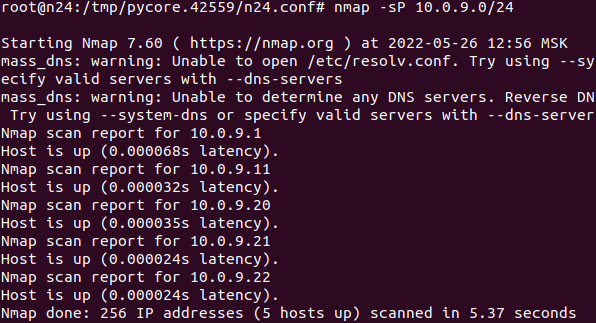 root@n24:/tmp/pycore.42559/n24.conf# nmap -sP 10.0.9.0/24
Starting Nmap 7.60 ( https://nmap.org ) at 2022-05-26 12:56 MSK
mass_dns: warning: Unable to open /etc/resolv.conf. Try using --sy
ecify valid servers with --dns-servers
mass_dns: warning: Unable to determine any DNS servers. Reverse DN
Try using --system-dns or specify valid servers with --dns-server
Nmap scan report for 10.0.9.1
Host is up (0.000068s latency).
Nmap scan report for 10.0.9.11
Host is up (0.000032s latency).
Nmap scan report for 10.0.9.20
Host is up (0.000035s latency).
Nmap scan report for 10.0.9.21
Host is up (0.000024s latency).
Nmap scan report for 10.0.9.22
Host is up (0.000024s latency).
Nmap done: 256 IP addresses (5 hosts up) scanned in 5.37 seconds